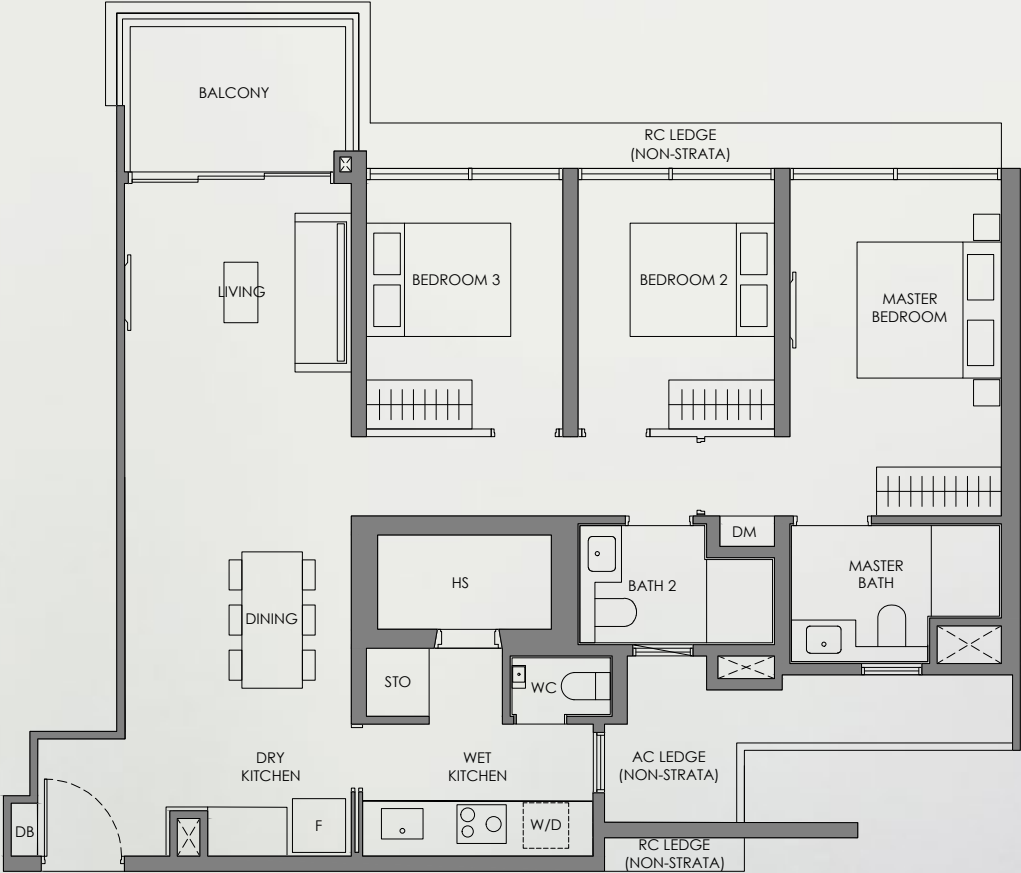 BALCONY
RC LEDGE
(NON-STRATA)
LIVING
BEDROOM 3
BEDROOM 2
MASTER
BEDROOM
DM
HS
BATH 2
MASTER
BATH
DINING
STO
WC
DRY
KITCHEN
WET
KITCHEN
AC LEDGE
(NON-STRATA)
DB
F
W/D
RC LEDGE
(NON-STRATA)